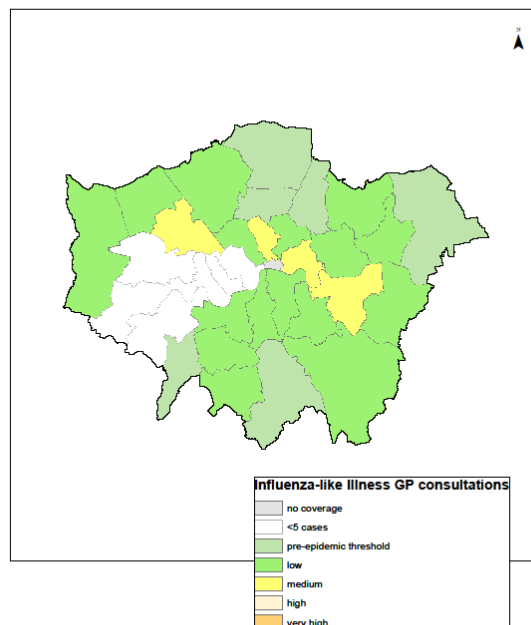 Influenza-like Illness GP consultations
no coverage
<5 cases
pre-epidemic threshold
low
medium
high
very high